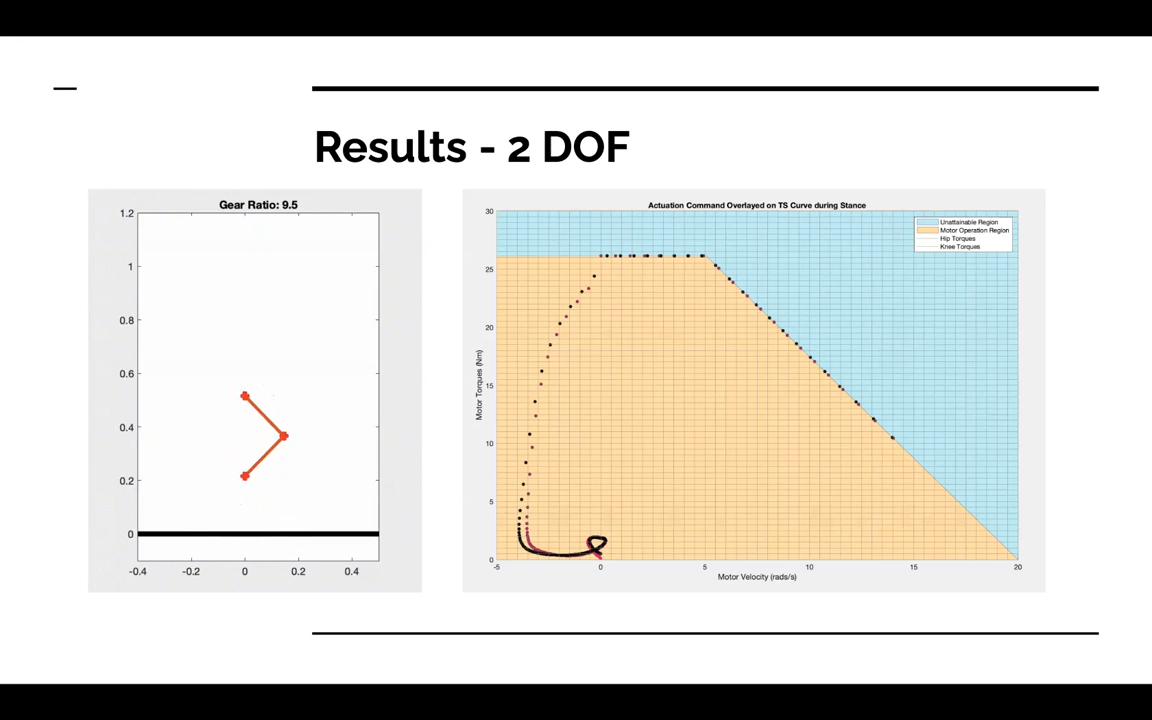 Results - 2 DOF
Gear Ratio: 9.5
1.2
1
0.8
0.6
0.4
0.2
0
-0.4 -0.2 0 0.2 0.4
Actuation Command Overlayed on TS Curve during Stance
Unattainable Region
Motor Operation Region
Hip Torques
Knee Torques
Motor Torques (Nm)
30
25
20
15
10
5
0
-5 0 5 10 15 20
Motor Velocity (rads/s)